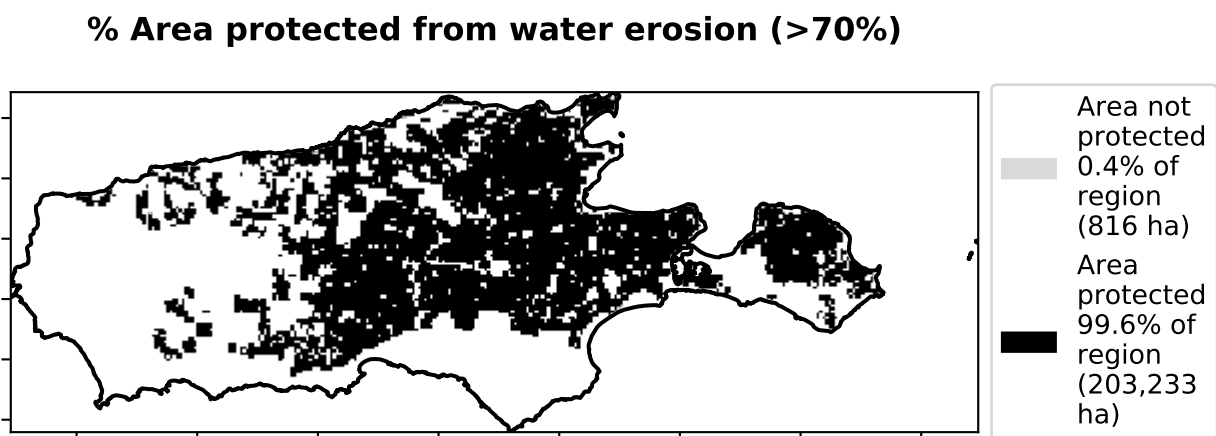 % Area protected from water erosion (>70%)
Area not
protected
0.4% of
region
(816 ha)
Area
protected
99.6% of
region
(203,233
ha)